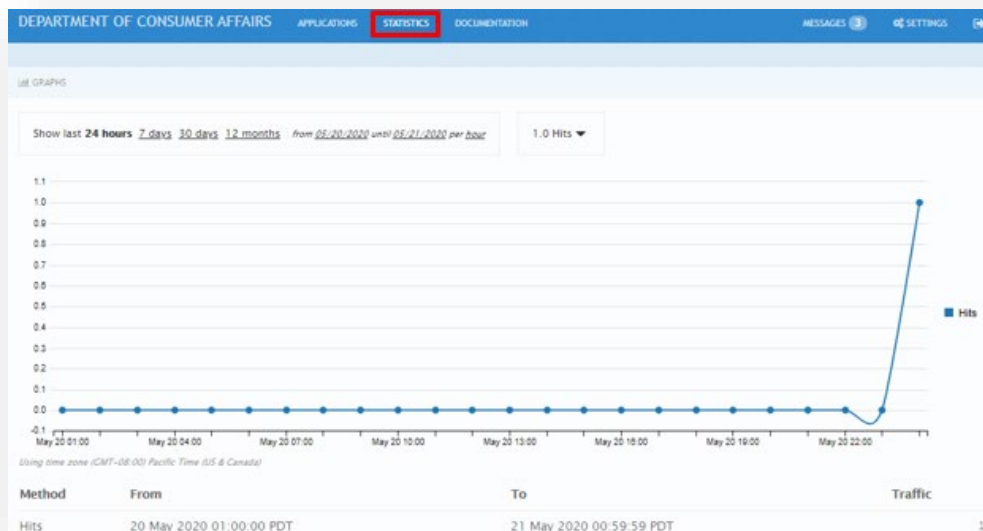 DEPARTMENT OF CONSUMER AFFAIRS APPLICATIONS STATISTICS DOCUMENTATION MESSAGES 3 SETTINGS
GRAPHS
Show last 24 hours 7 days 30 days 12 months from 05/20/2020 until 05/21/2020 per hour 1.0 Hits
1.1
1.0
0.9
0.8
0.7
0.6
0.5
0.4
0.3
0.2
0.1
0.0
-0.1
Hits
May 20 01:00 May 20 04:00 May 20 07:00 May 20 10:00 May 20 13:00 May 20 16:00 May 20 19:00 May 20 22:00
Using time zone (GMT-08:00) Pacific Time (US & Canada)
Method From To Traffic
Hits 20 May 2020 01:00:00 PDT 21 May 2020 00:59:59 PDT